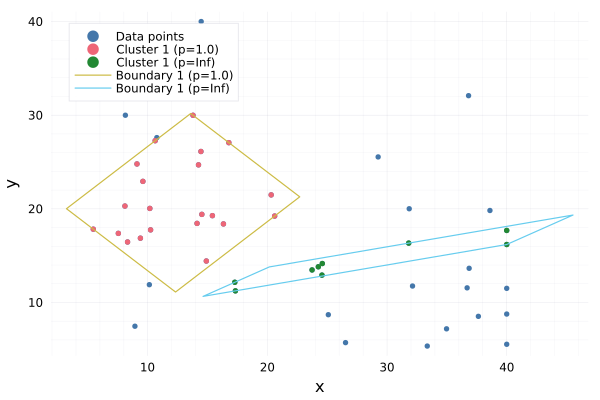 40
30
20
10
y
Data points
Cluster 1 (p=1.0)
Cluster 1 (p=Inf)
Boundary 1 (p=1.0)
Boundary 1 (p=Inf)
10 20 30 40
x